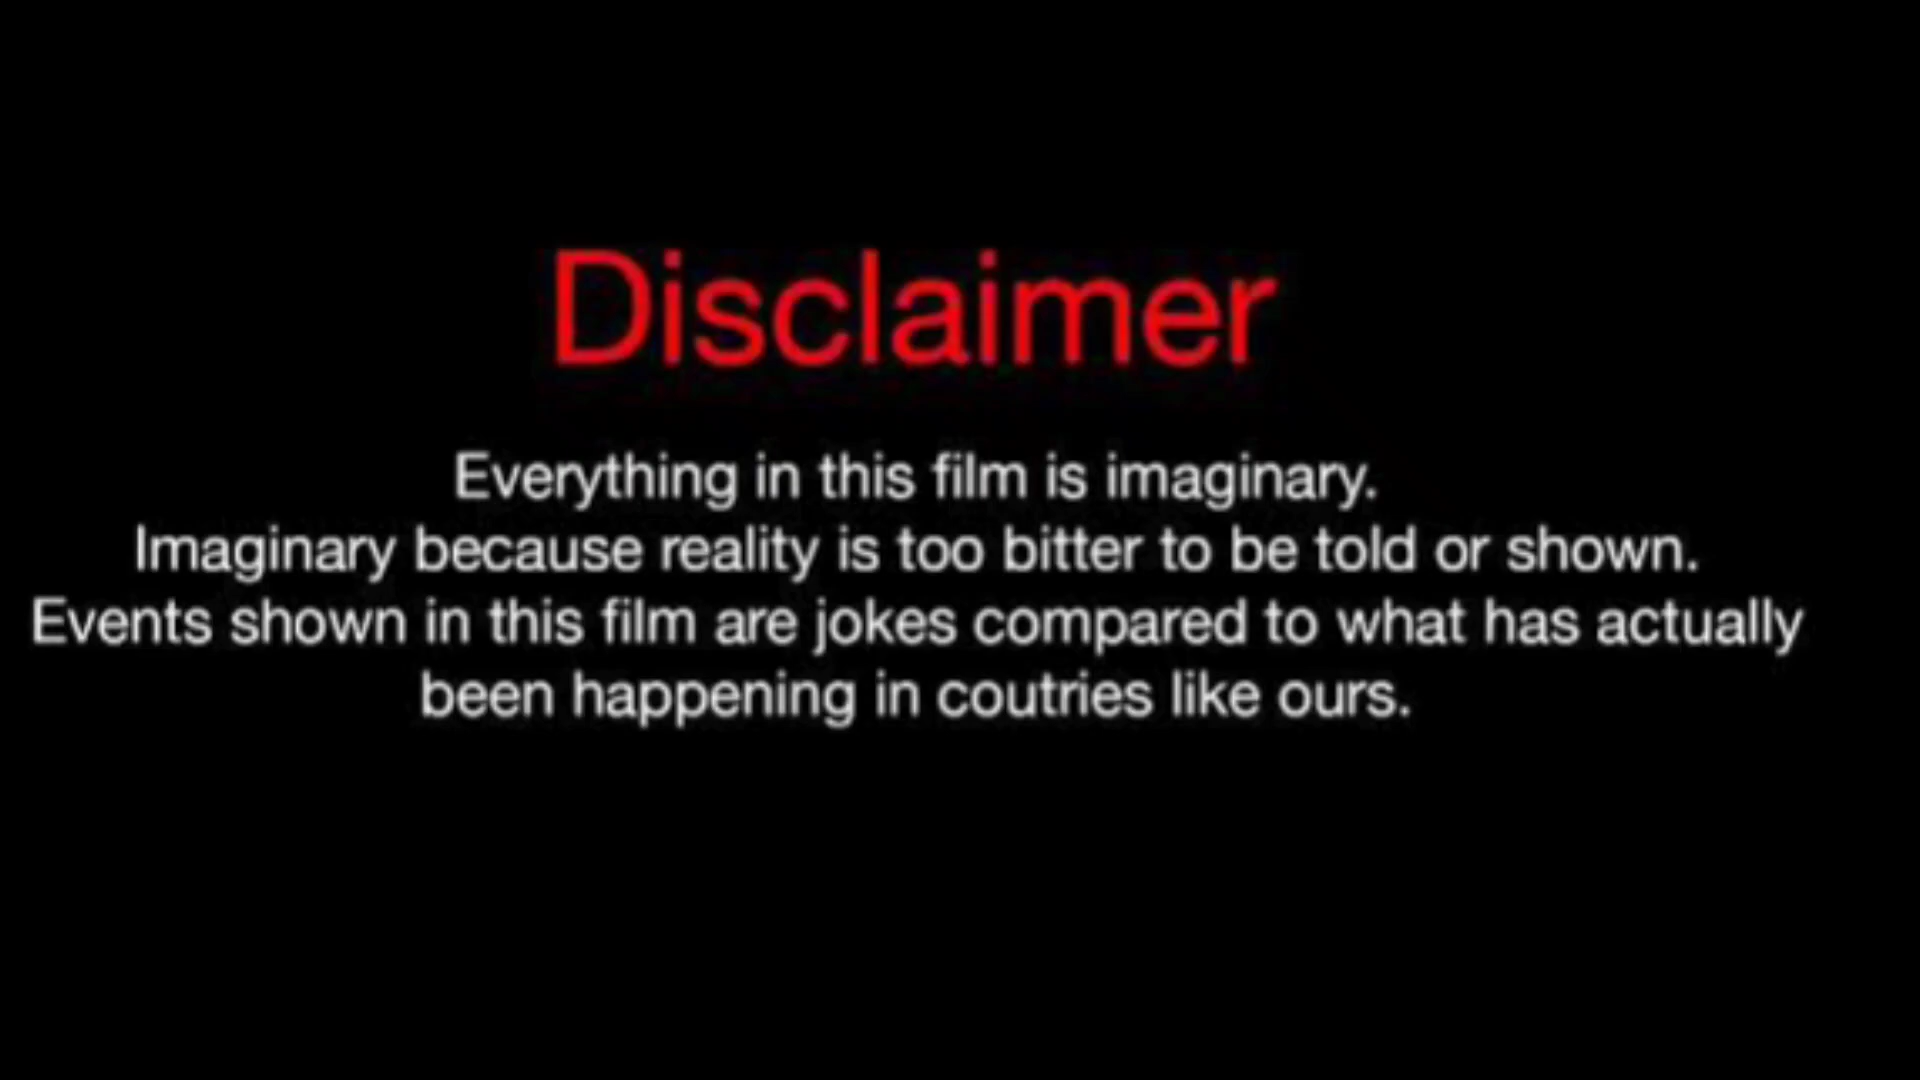 Disclaimer
Everything in this film is imaginary.
Imaginary because reality is too bitter to be told or shown.
Events shown in this film are jokes compared to what has actually
been happening in coutries like ours.